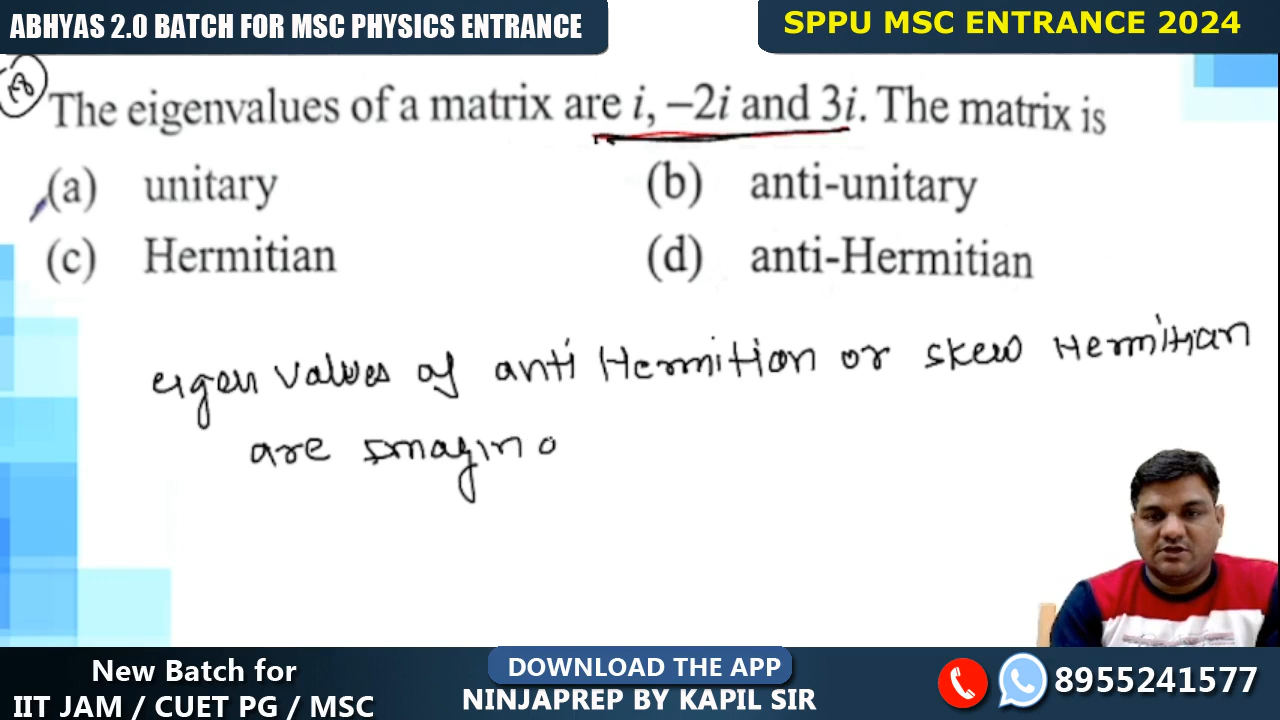 ABHYAS 2.0 BATCH FOR MSC PHYSICS ENTRANCE
SPPU MSC ENTRANCE 2024
18
The eigenvalues of a matrix are i, −2i and 3i. The matrix is
(a) unitary (b) anti-unitary
(c) Hermitian (d) anti-Hermitian
eigen values of anti Hermition or skew Hermitian
are Imagina
New Batch for
IIT JAM / CUET PG / MSC
DOWNLOAD THE APP
NINJAPREP BY KAPIL SIR
8955241577